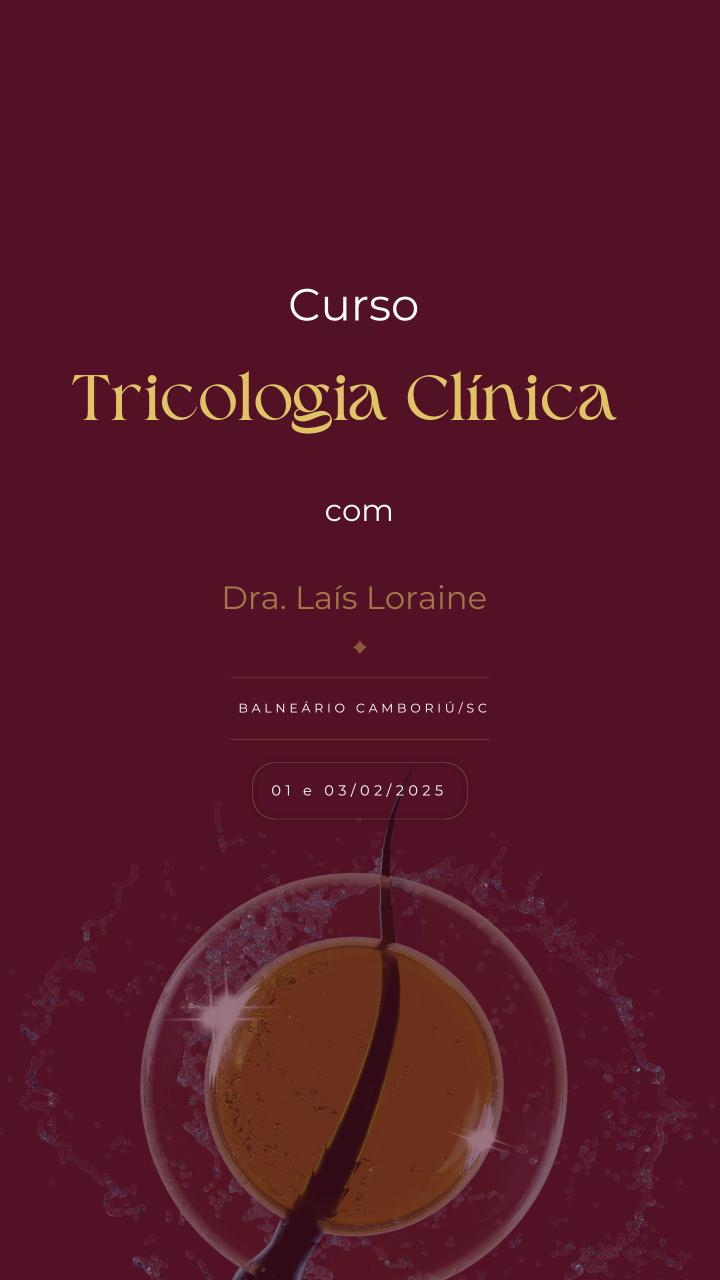 Curso
Tricologia Clínica
com
Dra. Laís Loraine
BALNEÁRIO CAMBORIÚ/SC
01 e 03/02/2025